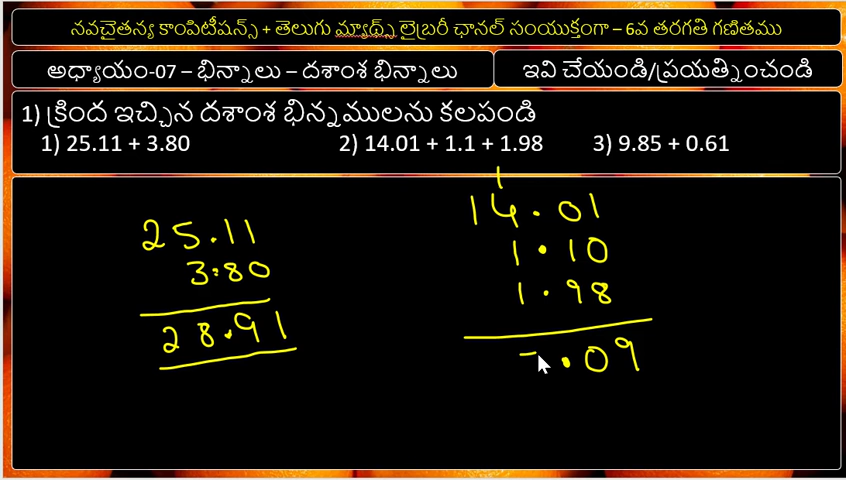 నవచైతన్య కాంపిటీషన్స్ + తెలుగు మ్యాథ్స్ లైబ్రరీ ఛానల్ సంయుక్తంగా – 6వ తరగతి గణితము
అధ్యాయం-07 – భిన్నాలు – దశాంశ భిన్నాలు
ఇవి చేయండి/ప్రయత్నించండి
1) క్రింద ఇచ్చిన దశాంశ భిన్నములను కలపండి
1) 25.11 + 3.80 2) 14.01 + 1.1 + 1.98 3) 9.85 + 0.61
25.11
3.80
28.91
1
14.01
1.10
1.98
.09